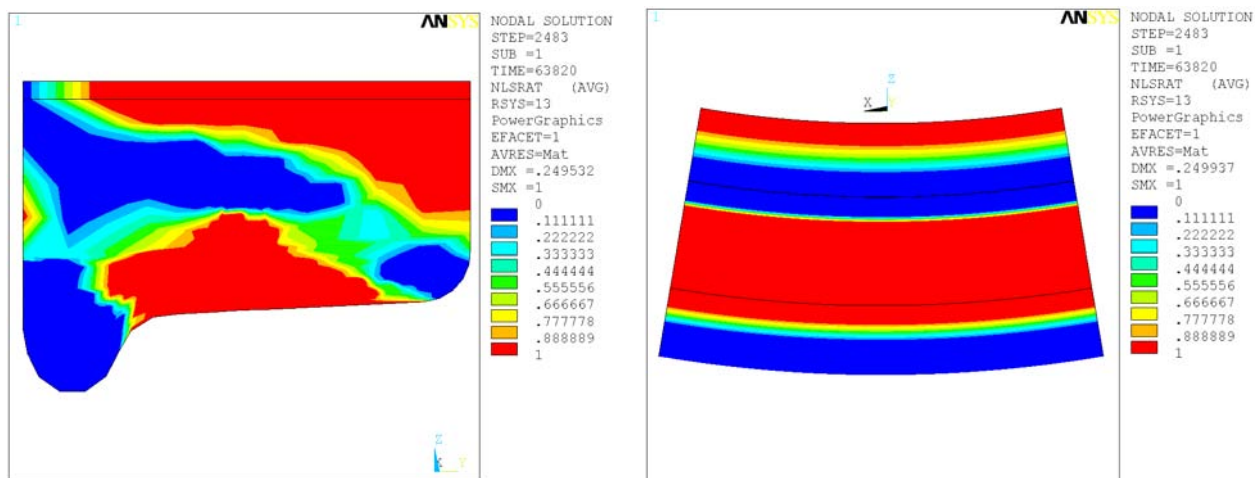 1
ANSYS
NODAL SOLUTION
STEP=2483
SUB =1
TIME=63820
NLSRAT (AVG)
RSYS=13
PowerGraphics
EFACET=1
AVRES=Mat
DMX =.249532
SMX =1
0
.111111
.222222
.333333
.444444
.555556
.666667
.777778
.888889
1
Z
X Y
1
ANSYS
NODAL SOLUTION
STEP=2483
SUB =1
TIME=63820
NLSRAT (AVG)
RSYS=13
PowerGraphics
EFACET=1
AVRES=Mat
DMX =.249937
SMX =1
0
.111111
.222222
.333333
.444444
.555556
.666667
.777778
.888889
1
Z
X Y